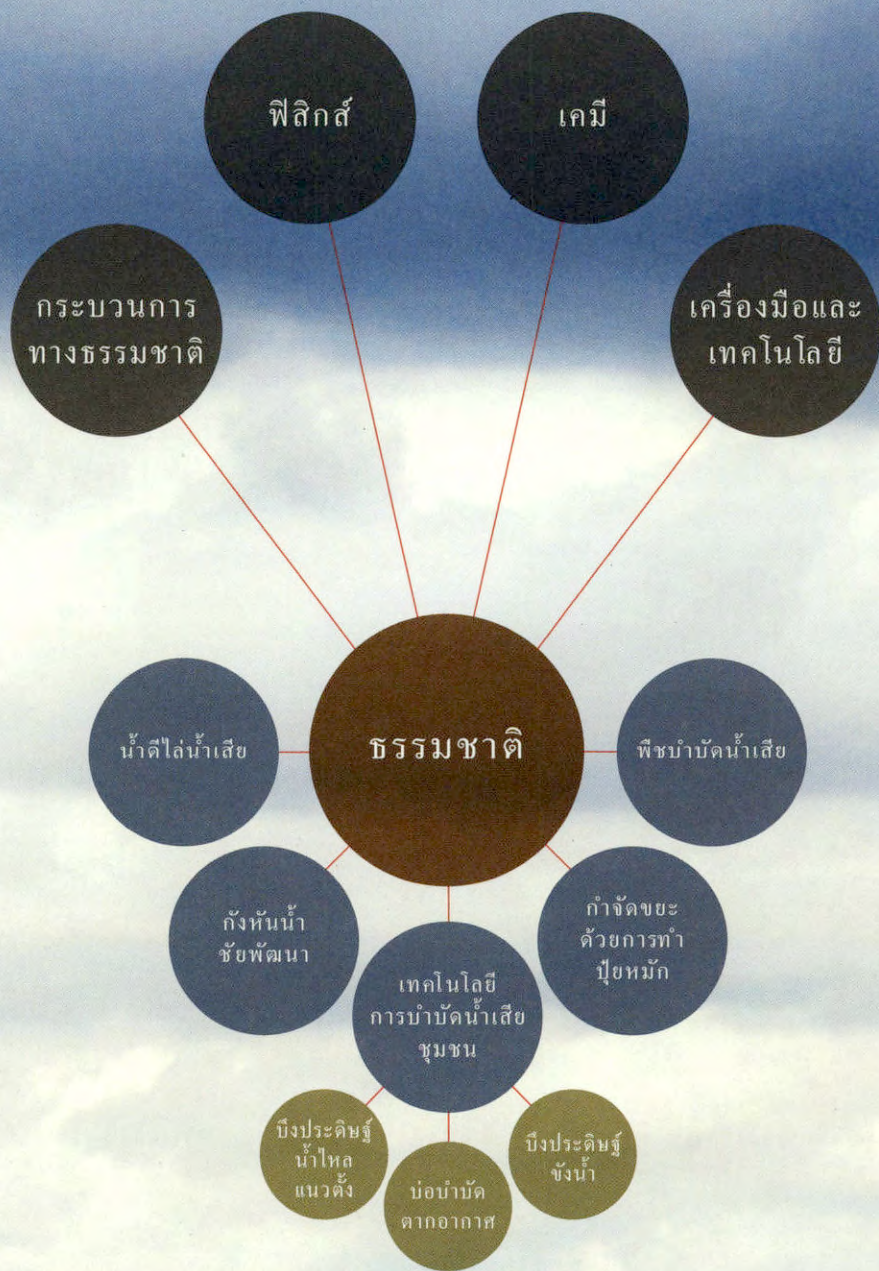 ฟิสิกส์
เคมี
กระบวนการ
ทางธรรมชาติ
เครื่องมือและ
เทคโนโลยี
น้ำดีไล่น้ำเสีย
ธรรมชาติ
พืชบำบัดน้ำเสีย
กังหันน้ำ
ชัยพัฒนา
กำจัดขยะ
ด้วยการทำ
ปุ๋ยหมัก
เทคโนโลยี
การบำบัดน้ำเสีย
ชุมชน
บึงประดิษฐ์
น้ำไหล
แนวตั้ง
บ่อบำบัด
ตากอากาศ
บึงประดิษฐ์
ขังน้ำ